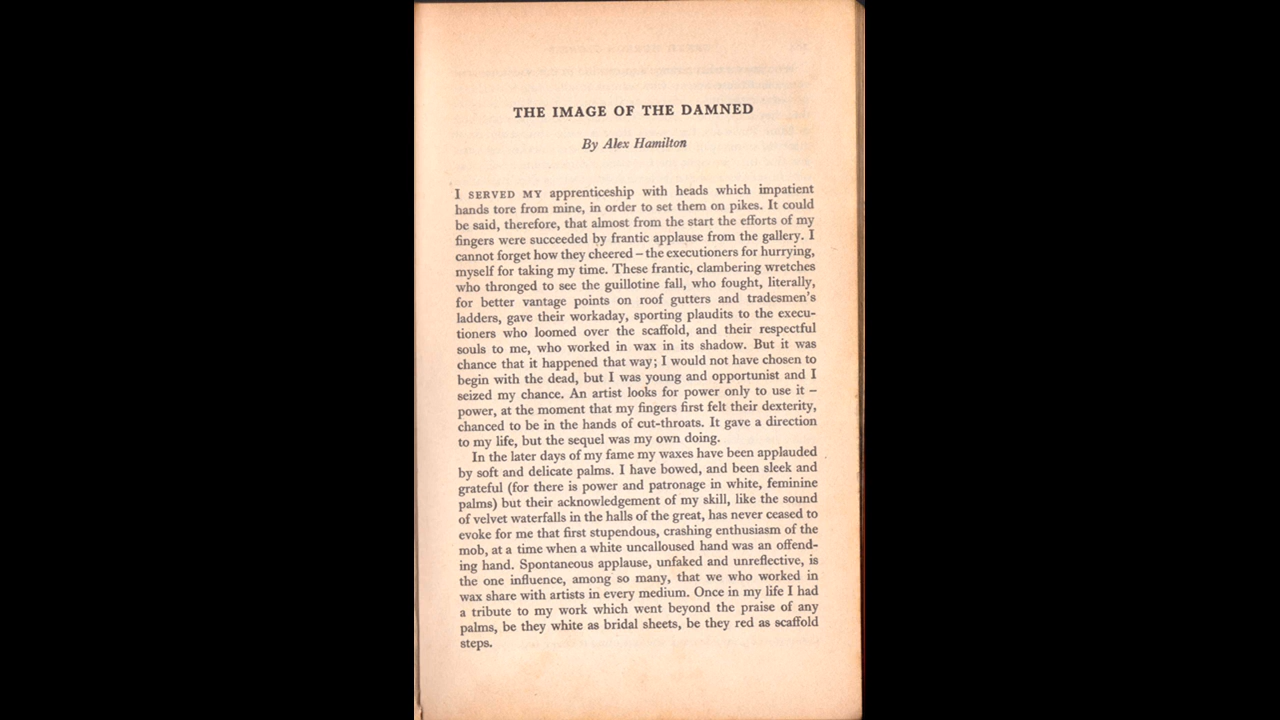 THE IMAGE OF THE DAMNED
By Alex Hamilton
I SERVED MY apprenticeship with heads which impatient
hands tore from mine, in order to set them on pikes. It could
be said, therefore, that almost from the start the efforts of my
fingers were succeeded by frantic applause from the gallery. I
cannot forget how they cheered – the executioners for hurrying,
myself for taking my time. These frantic, clambering wretches
who thronged to see the guillotine fall, who fought, literally,
for better vantage points on roof gutters and tradesmen's
ladders, gave their workaday, sporting plaudits to the execu-
tioners who loomed over the scaffold, and their respectful
souls to me, who worked in wax in its shadow. But it was
chance that it happened that way; I would not have chosen to
begin with the dead, but I was young and opportunist and I
seized my chance. An artist looks for power only to use it –
power, at the moment that my fingers first felt their dexterity,
chanced to be in the hands of cut-throats. It gave a direction
to my life, but the sequel was my own doing.
In the later days of my fame my waxes have been applauded
by soft and delicate palms. I have bowed, and been sleek and
grateful (for there is power and patronage in white, feminine
palms) but their acknowledgement of my skill, like the sound
of velvet waterfalls in the halls of the great, has never ceased to
evoke for me that first stupendous, crashing enthusiasm of the
mob, at a time when a white uncalloused hand was an offend-
ing hand. Spontaneous applause, unfaked and unreflective, is
the one influence, among so many, that we who worked in
wax share with artists in every medium. Once in my life I had
a tribute to my work which went beyond the praise of any
palms, be they white as bridal sheets, be they red as scaffold
steps.